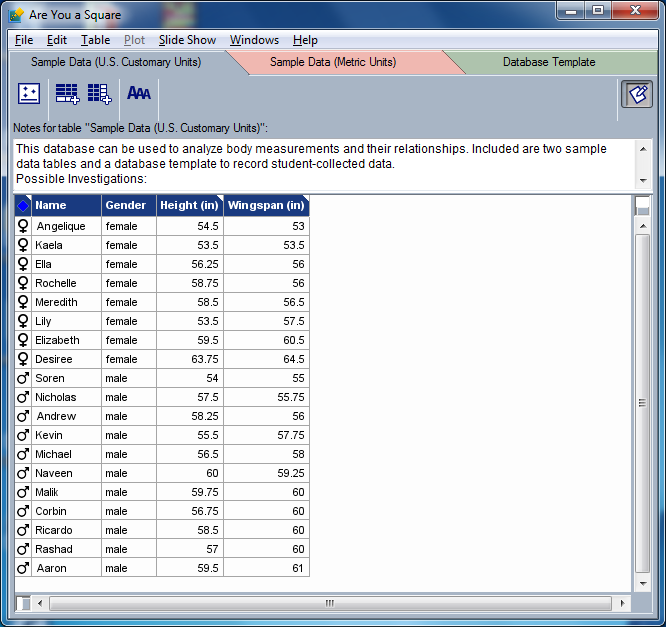 Are You a Square
File Edit Table Plot Slide Show Windows Help
Sample Data (U.S. Customary Units) Sample Data (Metric Units) Database Template
AAA
Notes for table "Sample Data (U.S. Customary Units)":
This database can be used to analyze body measurements and their relationships. Included are two sample
data tables and a database template to record student-collected data.
Possible Investigations:
Name Gender Height (in) Wingspan (in)
Angelique female 54.5 53
Kaela female 53.5 53.5
Ella female 56.25 56
Rochelle female 58.75 56
Meredith female 58.5 56.5
Lily female 53.5 57.5
Elizabeth female 59.5 60.5
Desiree female 63.75 64.5
Soren male 54 55
Nicholas male 57.5 55.75
Andrew male 58.25 56
Kevin male 55.5 57.75
Michael male 56.5 58
Naveen male 60 59.25
Malik male 59.75 60
Corbin male 56.75 60
Ricardo male 58.5 60
Rashad male 57 60
Aaron male 59.5 61